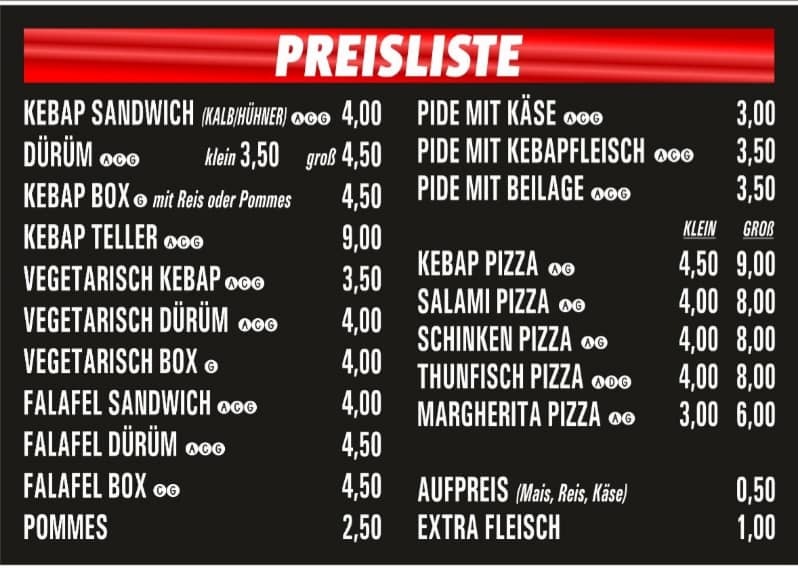 PREISLISTE
KEBAP SANDWICH (KALB/HÜHNER) A C G 4,00
DÜRÜM A C G klein 3,50 groß 4,50
KEBAP BOX G mit Reis oder Pommes 4,50
KEBAP TELLER A C G 9,00
VEGETARISCH KEBAP A C G 3,50
VEGETARISCH DÜRÜM A C G 4,00
VEGETARISCH BOX G 4,00
FALAFEL SANDWICH A C G 4,00
FALAFEL DÜRÜM A C G 4,50
FALAFEL BOX C G 4,50
POMMES 2,50
PIDE MIT KÄSE A C G 3,00
PIDE MIT KEBAPFLEISCH A C G 3,50
PIDE MIT BEILAGE A C G 3,50
KLEIN GROß
KEBAP PIZZA A G 4,50 9,00
SALAMI PIZZA A G 4,00 8,00
SCHINKEN PIZZA A G 4,00 8,00
THUNFISCH PIZZA A D G 4,00 8,00
MARGHERITA PIZZA A G 3,00 6,00
AUFPREIS (Mais, Reis, Käse) 0,50
EXTRA FLEISCH 1,00